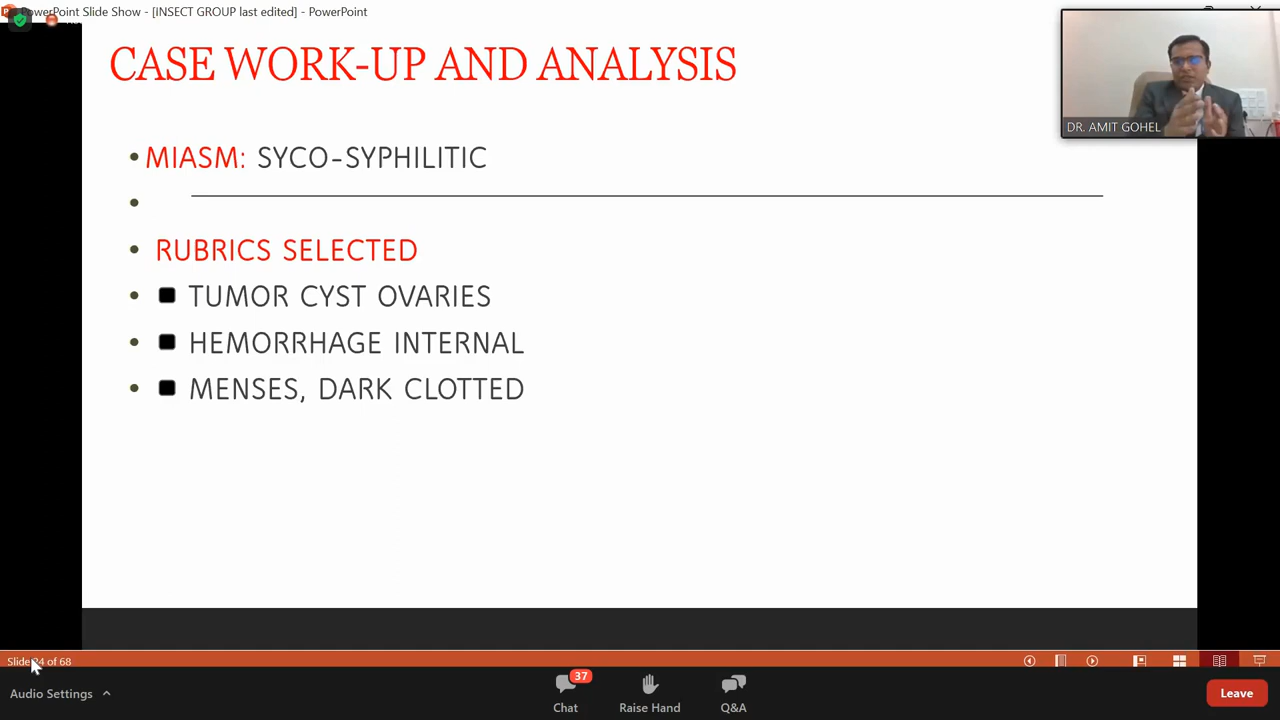 PowerPoint Slide Show - [INSECT GROUP last edited] - PowerPoint
CASE WORK-UP AND ANALYSIS
DR. AMIT GOHEL
• MIASM: SYCO-SYPHILITIC
•
• RUBRICS SELECTED
• ■ TUMOR CYST OVARIES
• ■ HEMORRHAGE INTERNAL
• ■ MENSES, DARK CLOTTED
Slide 24 of 68
Audio Settings
37
Chat
Raise Hand
Q&A
Leave